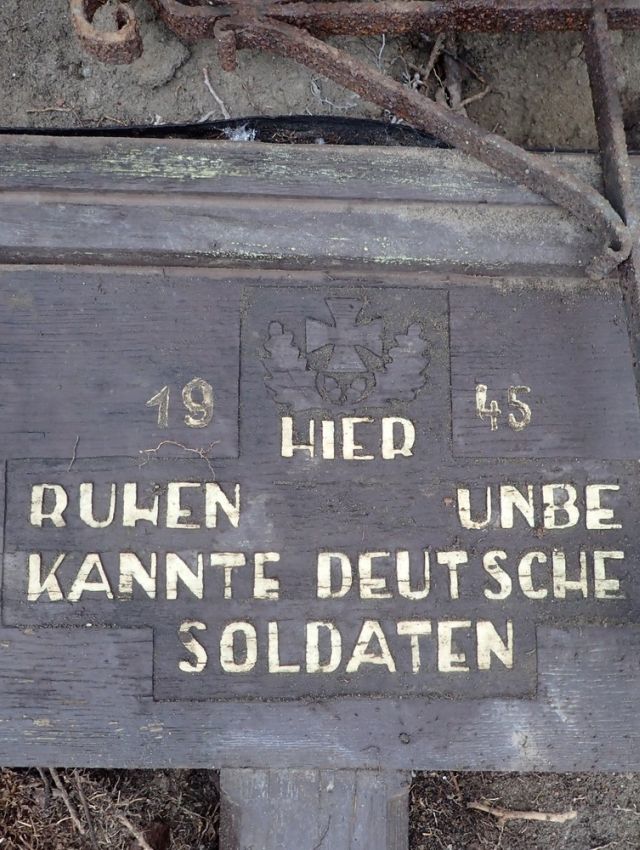 19 45
HIER
RUHEN UNBE
KANNTE DEUTSCHE
SOLDATEN